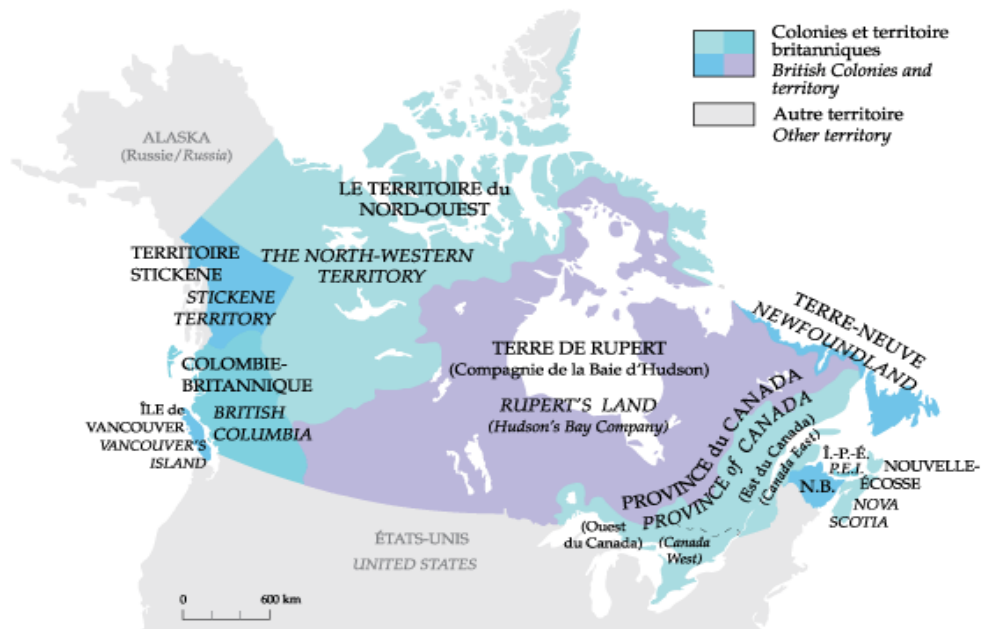 Colonies et territoire
britanniques
British Colonies and
territory
Autre territoire
Other territory
ALASKA
(Russie/Russia)
LE TERRITOIRE du
NORD-OUEST
THE NORTH-WESTERN
TERRITORY
TERRITOIRE
STICKENE
STICKENE
TERRITORY
COLOMBIE-
BRITANNIQUE
BRITISH
COLUMBIA
ÎLE de
VANCOUVER
VANCOUVER'S
ISLAND
TERRE DE RUPERT
(Compagnie de la Baie d'Hudson)
RUPERT'S LAND
(Hudson's Bay Company)
TERRE-NEUVE
NEWFOUNDLAND
PROVINCE du CANADA
PROVINCE of CANADA
(Est du Canada)
(Canada East)
(Ouest
du Canada)
(Canada
West)
Î.-P.-É.
P.E.I.
N.B.
NOUVELLE-
ÉCOSSE
NOVA
SCOTIA
ÉTATS-UNIS
UNITED STATES
0 600 km